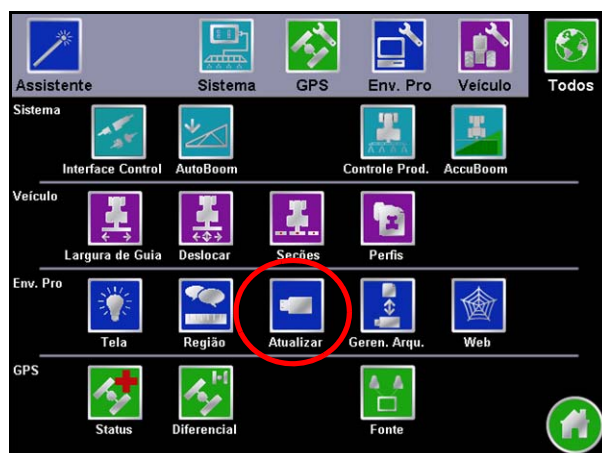 Assistente Sistema GPS Env. Pro Veículo Todos
Sistema
Interface Control AutoBoom Controle Prod. AccuBoom
Veículo
Largura de Guia Deslocar Seções Perfis
Env. Pro
Tela Região Atualizar Geren. Arqu. Web
GPS
Status Diferencial Fonte